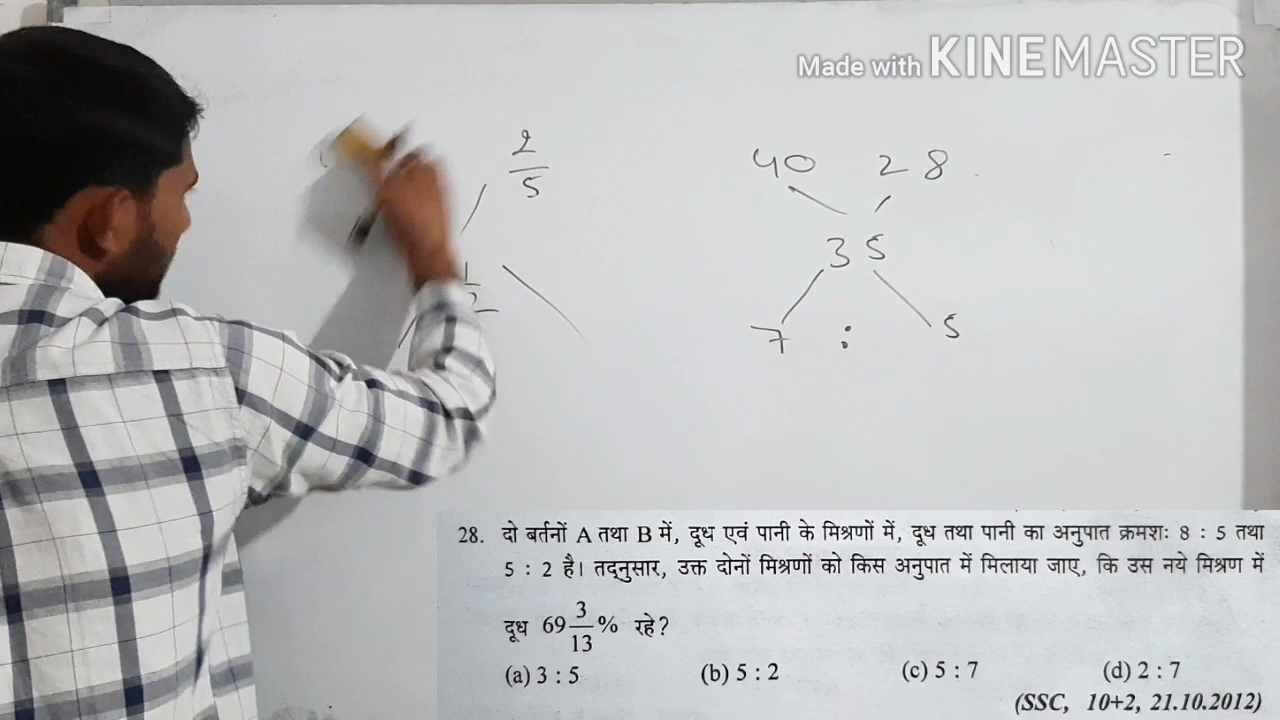 Made with KINEMASTER
2
5
1
2
40 28
35
7 : 5
28. दो बर्तनों A तथा B में, दूध एवं पानी के मिश्रणों में, दूध तथा पानी का अनुपात क्रमशः 8 : 5 तथा
5 : 2 है। तद्नुसार, उक्त दोनों मिश्रणों को किस अनुपात में मिलाया जाए, कि उस नये मिश्रण में
दूध 69 3/13 % रहे?
(a) 3 : 5 (b) 5 : 2 (c) 5 : 7 (d) 2 : 7
(SSC, 10+2, 21.10.2012)